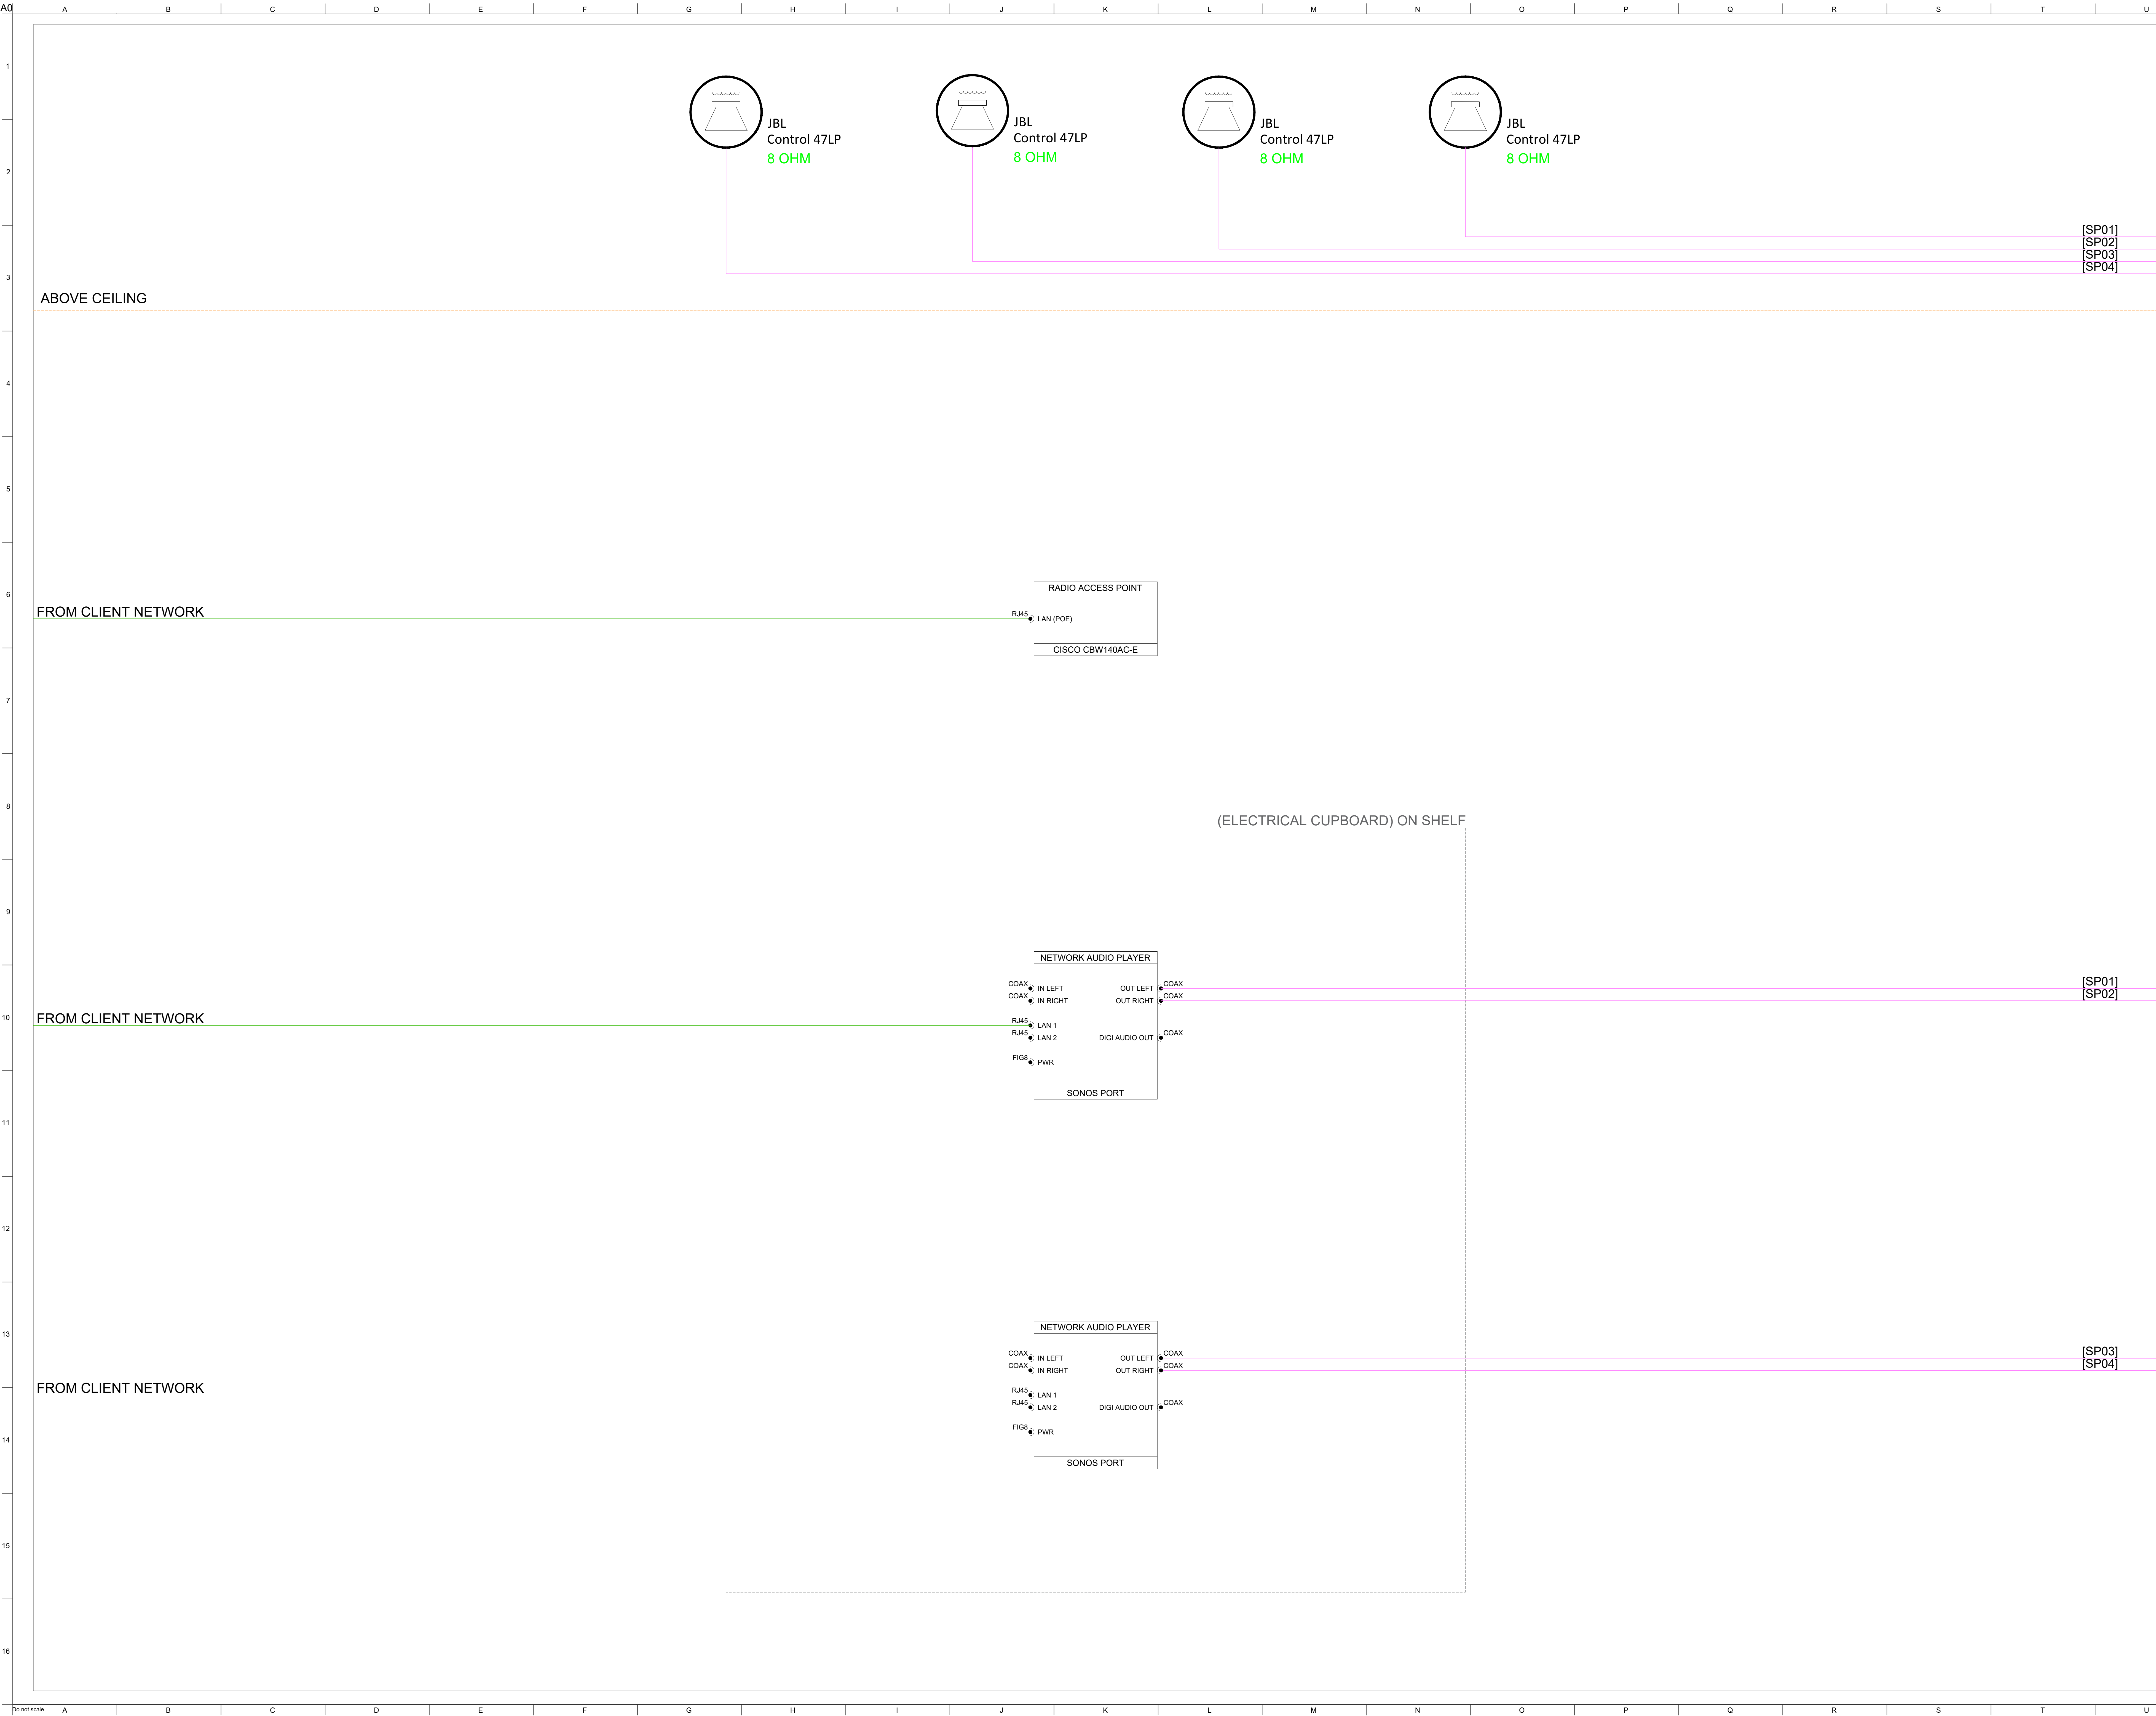 A0 A B C D E F G H I J K L M N O P Q R S T U
1
JBL
Control 47LP
8 OHM
JBL
Control 47LP
8 OHM
JBL
Control 47LP
8 OHM
JBL
Control 47LP
8 OHM
2
[SP01]
[SP02]
[SP03]
[SP04]
3
ABOVE CEILING
4
5
6
RADIO ACCESS POINT
FROM CLIENT NETWORK
RJ45
LAN (POE)
CISCO CBW140AC-E
7
8
(ELECTRICAL CUPBOARD) ON SHELF
9
NETWORK AUDIO PLAYER
COAX IN LEFT OUT LEFT COAX
COAX IN RIGHT OUT RIGHT COAX
[SP01]
[SP02]
10
FROM CLIENT NETWORK
RJ45 LAN 1
RJ45 LAN 2 DIGI AUDIO OUT COAX
FIG8 PWR
SONOS PORT
11
12
13
NETWORK AUDIO PLAYER
COAX IN LEFT OUT LEFT COAX
COAX IN RIGHT OUT RIGHT COAX
[SP03]
[SP04]
FROM CLIENT NETWORK
RJ45 LAN 1
RJ45 LAN 2 DIGI AUDIO OUT COAX
FIG8 PWR
14
SONOS PORT
15
16
Do not scale A B C D E F G H I J K L M N O P Q R S T U